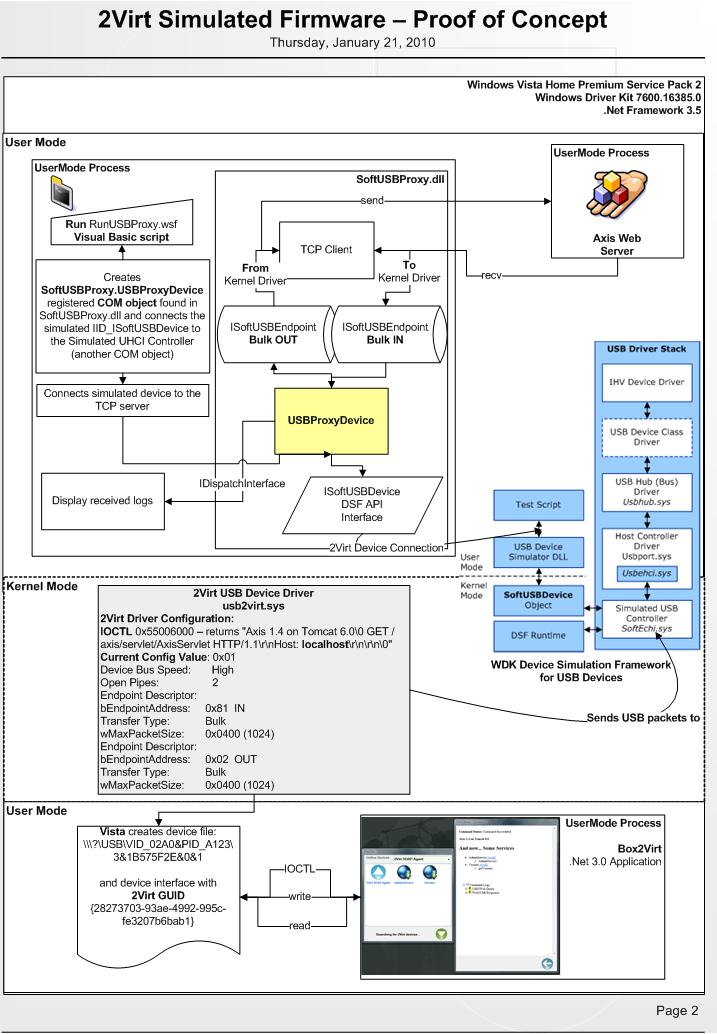 2Virt Simulated Firmware – Proof of Concept
Thursday, January 21, 2010
Windows Vista Home Premium Service Pack 2
Windows Driver Kit 7600.16385.0
.Net Framework 3.5
User Mode
UserMode Process
Run RunUSBProxy.wsf
Visual Basic script
Creates
SoftUSBProxy.USBProxyDevice
registered COM object found in
SoftUSBProxy.dll and connects the
simulated IID_ISoftUSBDevice to
the Simulated UHCI Controller
(another COM object)
Connects simulated device to the
TCP server
Display received logs
SoftUSBProxy.dll
send
TCP Client
From
Kernel Driver
To
Kernel Driver
recv
ISoftUSBEndpoint
Bulk OUT
ISoftUSBEndpoint
Bulk IN
USBProxyDevice
IDispatchInterface
ISoftUSBDevice
DSF API
Interface
2Virt Device Connection
UserMode Process
Axis Web
Server
USB Driver Stack
IHV Device Driver
USB Device Class
Driver
USB Hub (Bus)
Driver
Usbhub.sys
Host Controller
Driver
Usbport.sys
Usbehci.sys
Simulated USB
Controller
SoftEchi.sys
Test Script
USB Device
Simulator DLL
User
Mode
Kernel
Mode
SoftUSBDevice
Object
DSF Runtime
WDK Device Simulation Framework
for USB Devices
Sends USB packets to
Kernel Mode
2Virt USB Device Driver
usb2virt.sys
2Virt Driver Configuration:
IOCTL 0x55006000 – returns "Axis 1.4 on Tomcat 6.0\0 GET /
axis/servlet/AxisServlet HTTP/1.1\r\nHost: localhost\r\n\r\n\0"
Current Config Value: 0x01
Device Bus Speed: High
Open Pipes: 2
Endpoint Descriptor:
bEndpointAddress: 0x81 IN
Transfer Type: Bulk
wMaxPacketSize: 0x0400 (1024)
Endpoint Descriptor:
bEndpointAddress: 0x02 OUT
Transfer Type: Bulk
wMaxPacketSize: 0x0400 (1024)
User Mode
Vista creates device file:
\\\?\USB\VID_02A0&PID_A123\
3&1B575F2E&0&1
and device interface with
2Virt GUID
{28273703-93ae-4992-995c-
fe3207b6bab1}
IOCTL
write
read
UserMode Process
Box2Virt
.Net 3.0 Application
And now... Some Services
Page 2